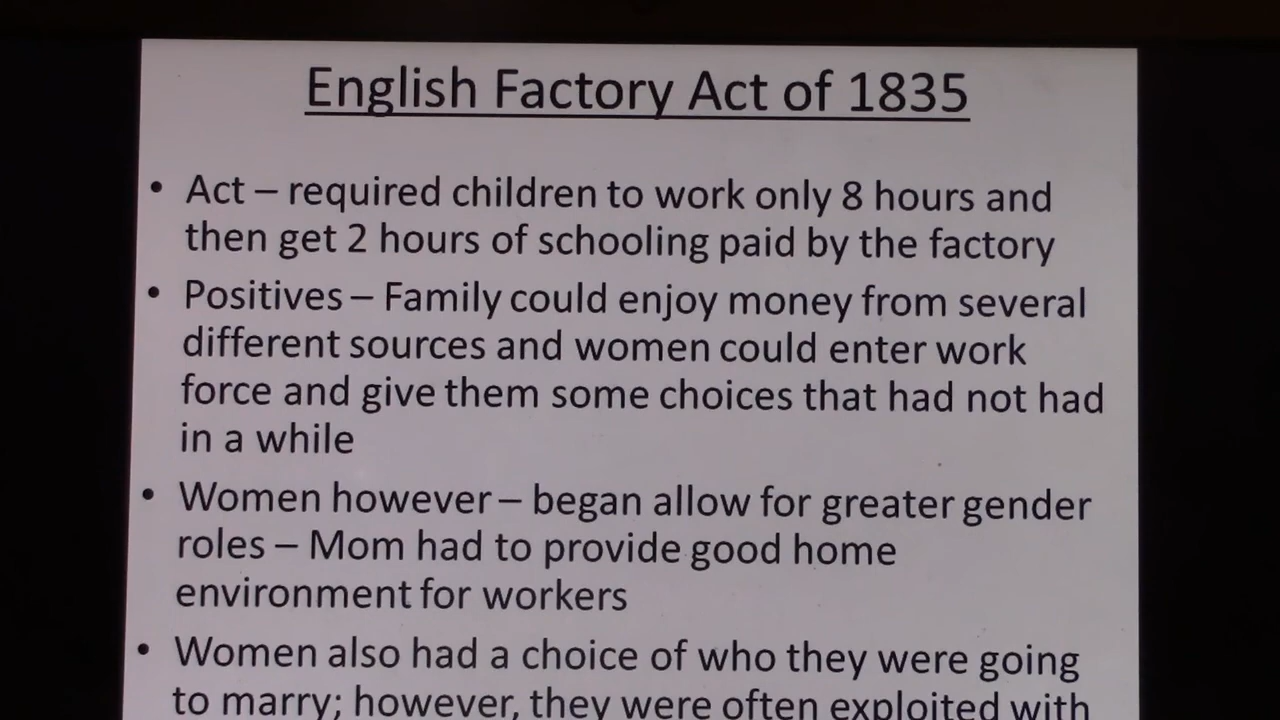 English Factory Act of 1835
• Act – required children to work only 8 hours and
then get 2 hours of schooling paid by the factory
• Positives – Family could enjoy money from several
different sources and women could enter work
force and give them some choices that had not had
in a while
• Women however – began allow for greater gender
roles – Mom had to provide good home
environment for workers
• Women also had a choice of who they were going
to marry; however, they were often exploited with